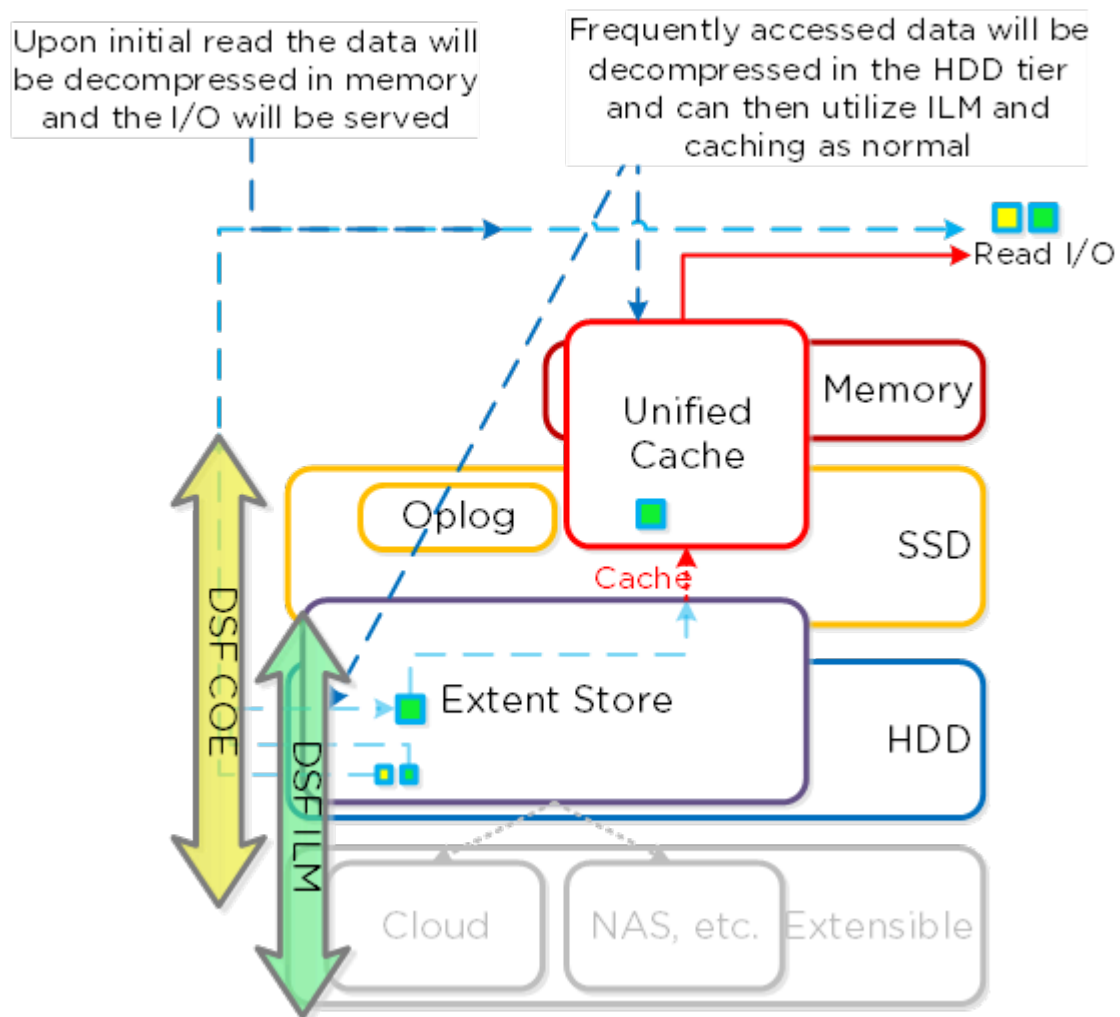 Upon initial read the data will
be decompressed in memory
and the I/O will be served
Frequently accessed data will be
decompressed in the HDD tier
and can then utilize ILM and
caching as normal
Read I/O
Memory
Unified
Cache
Oplog
SSD
Cache
DSF COE
Extent Store
HDD
DSF ILM
Cloud
NAS, etc.
Extensible